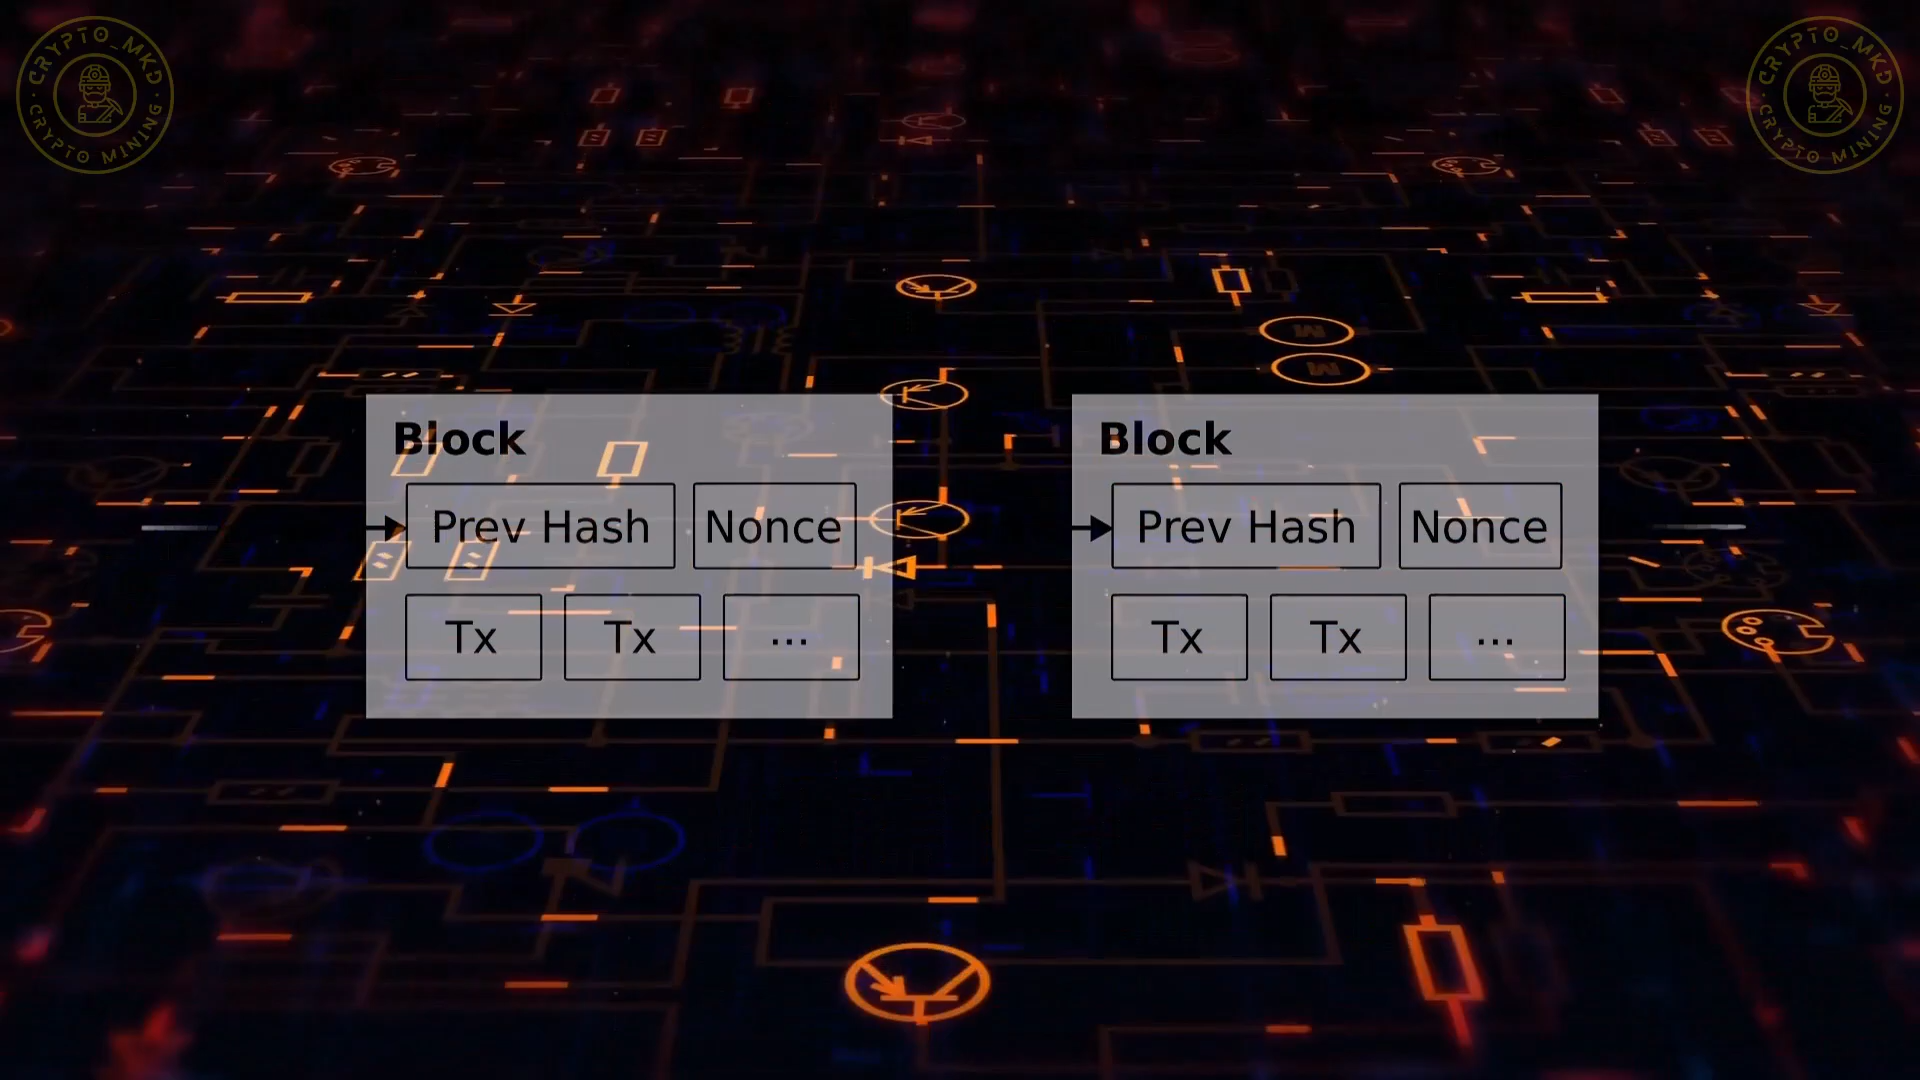 CRYPTO_MKD
CRYPTO MINING
CRYPTO_MKD
CRYPTO MINING
Block
Prev Hash
Nonce
Tx
Tx
...
Block
Prev Hash
Nonce
Tx
Tx
...